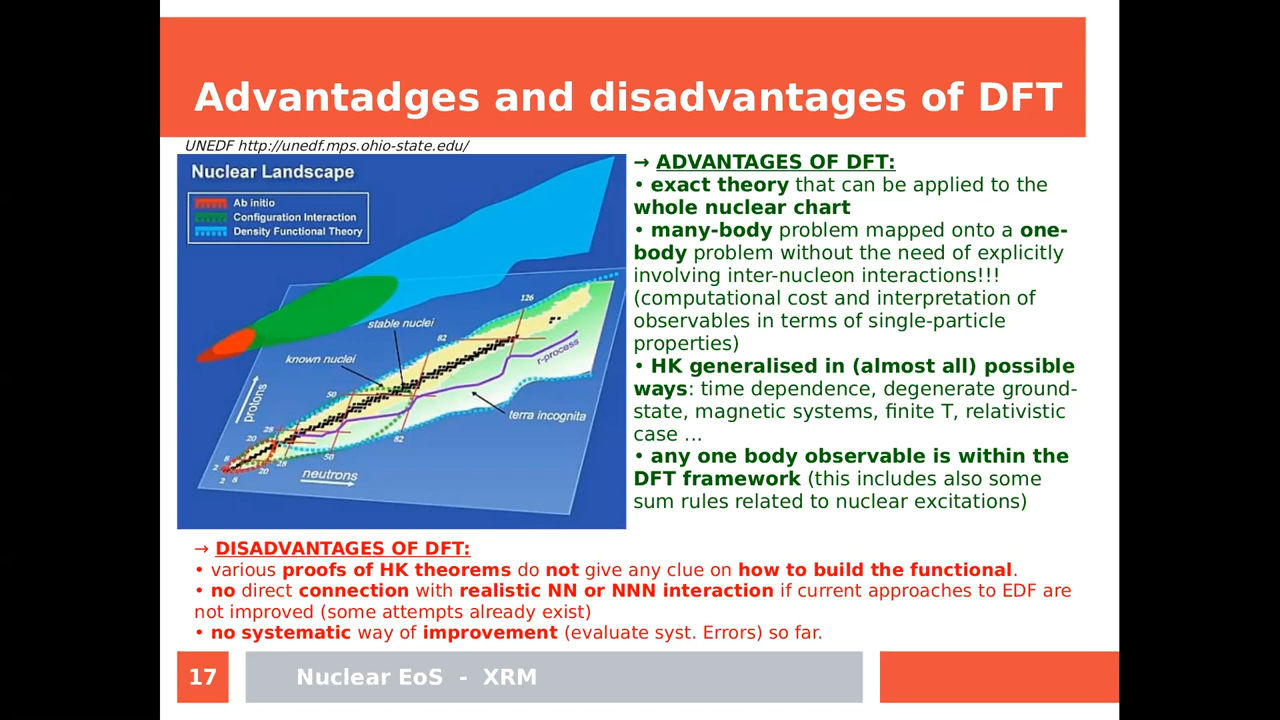 Advantadges and disadvantages of DFT
UNEDF http://unedf.mps.ohio-state.edu/
Nuclear Landscape
Ab initio
Configuration Interaction
Density Functional Theory
126
stable nuclei
82
known nuclei
r-process
protons
50
terra incognita
28
82
20
50
8
28
20
2
neutrons
2 8
→ ADVANTAGES OF DFT:
• exact theory that can be applied to the
whole nuclear chart
• many-body problem mapped onto a one-
body problem without the need of explicitly
involving inter-nucleon interactions!!!
(computational cost and interpretation of
observables in terms of single-particle
properties)
• HK generalised in (almost all) possible
ways: time dependence, degenerate ground-
state, magnetic systems, finite T, relativistic
case ...
• any one body observable is within the
DFT framework (this includes also some
sum rules related to nuclear excitations)
→ DISADVANTAGES OF DFT:
• various proofs of HK theorems do not give any clue on how to build the functional.
• no direct connection with realistic NN or NNN interaction if current approaches to EDF are
not improved (some attempts already exist)
• no systematic way of improvement (evaluate syst. Errors) so far.
17
Nuclear EoS - XRM